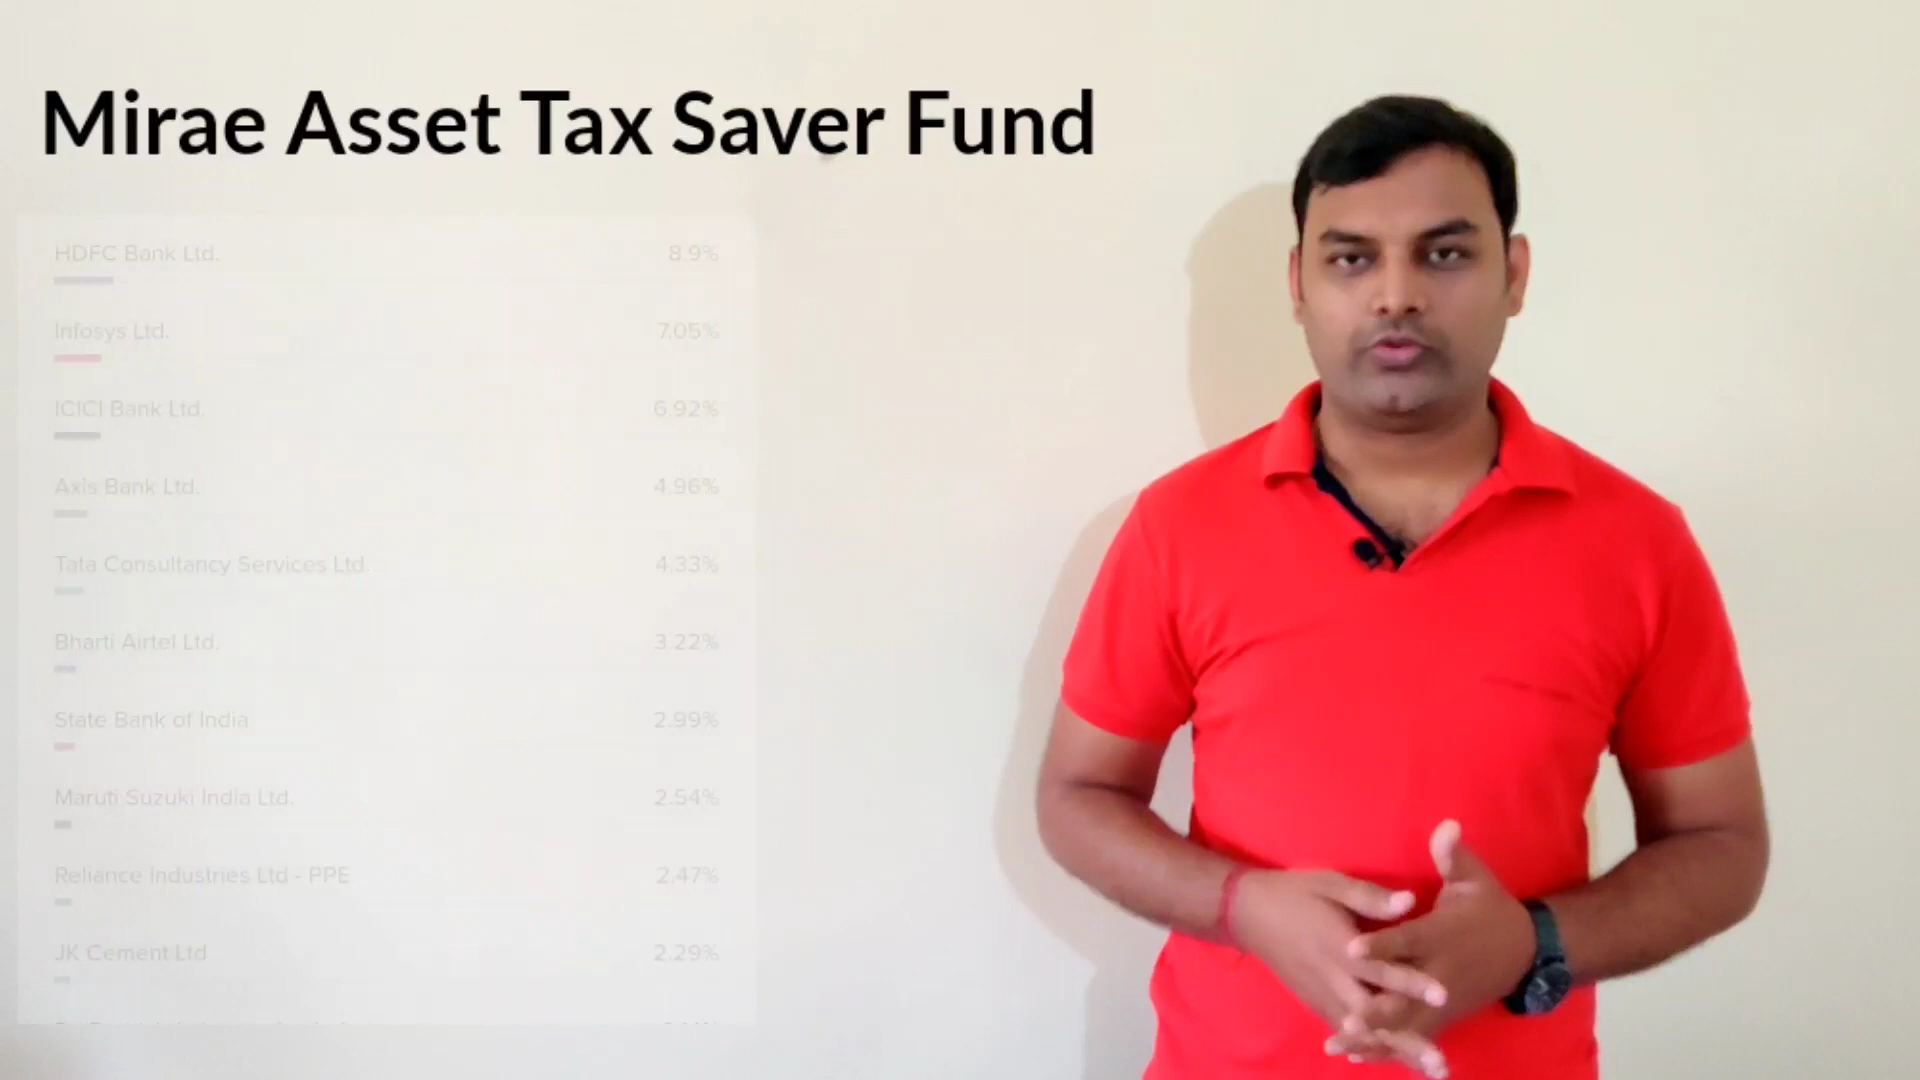 Mirae Asset Tax Saver Fund
HDFC Bank Ltd. 8.9%
Infosys Ltd. 7.05%
ICICI Bank Ltd. 6.92%
Axis Bank Ltd. 4.96%
Tata Consultancy Services Ltd. 4.33%
Bharti Airtel Ltd. 3.22%
State Bank of India 2.99%
Maruti Suzuki India Ltd. 2.54%
Reliance Industries Ltd - PPE 2.47%
JK Cement Ltd 2.29%